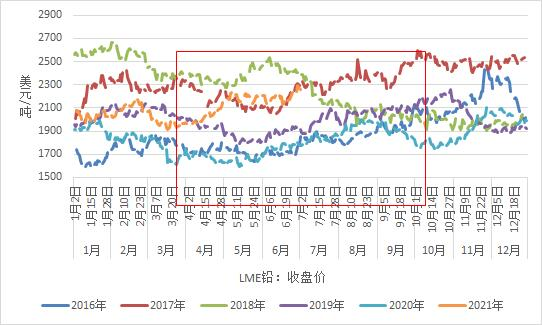 2900
2700
2500
2300
2100
1900
1700
1500
美元/吨
1月2日
1月15日
1月28日
2月10日
2月23日
3月7日
3月20日
4月2日
4月15日
4月28日
5月11日
5月24日
6月6日
6月19日
7月2日
7月15日
7月28日
8月10日
8月23日
9月5日
9月18日
10月1日
10月14日
10月27日
11月9日
11月22日
12月5日
12月18日
1月 2月 3月 4月 5月 6月 7月 8月 9月 10月 11月 12月
LME铅：收盘价
2016年 2017年 2018年 2019年 2020年 2021年